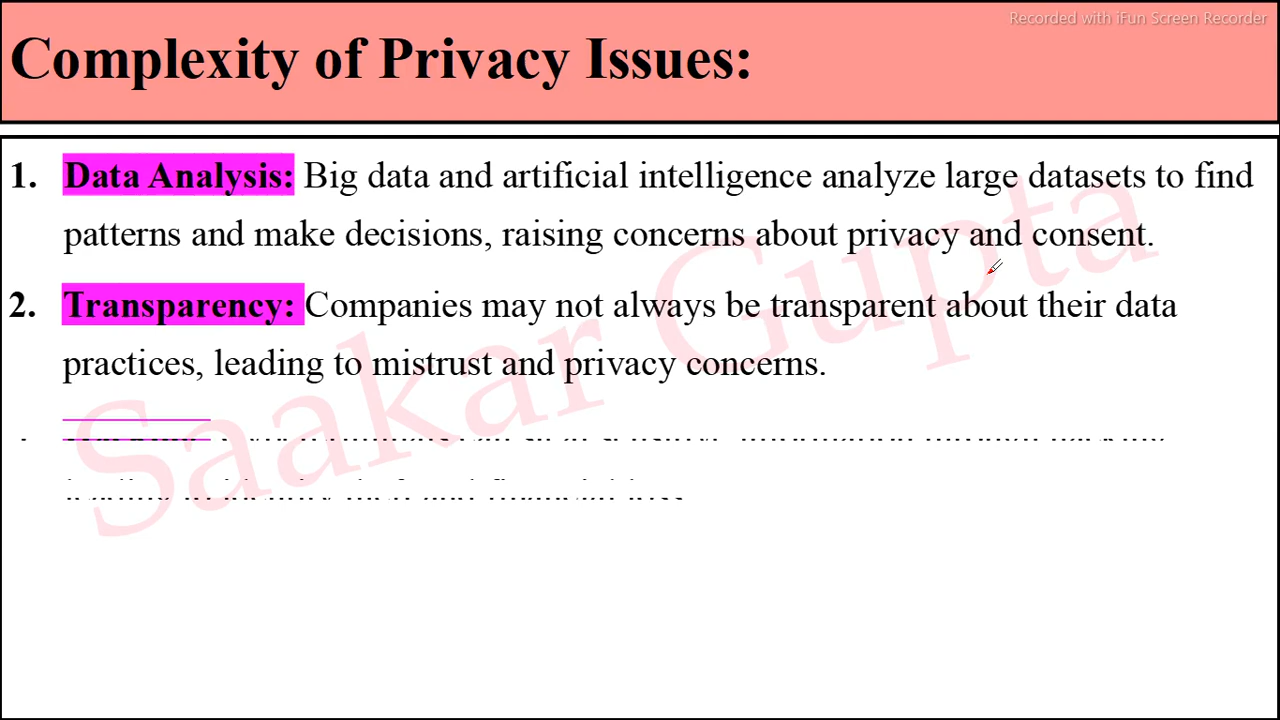 Recorded with iFun Screen Recorder
Complexity of Privacy Issues:
1. Data Analysis: Big data and artificial intelligence analyze large datasets to find
patterns and make decisions, raising concerns about privacy and consent.
2. Transparency: Companies may not always be transparent about their data
practices, leading to mistrust and privacy concerns.
Saakar Gupta